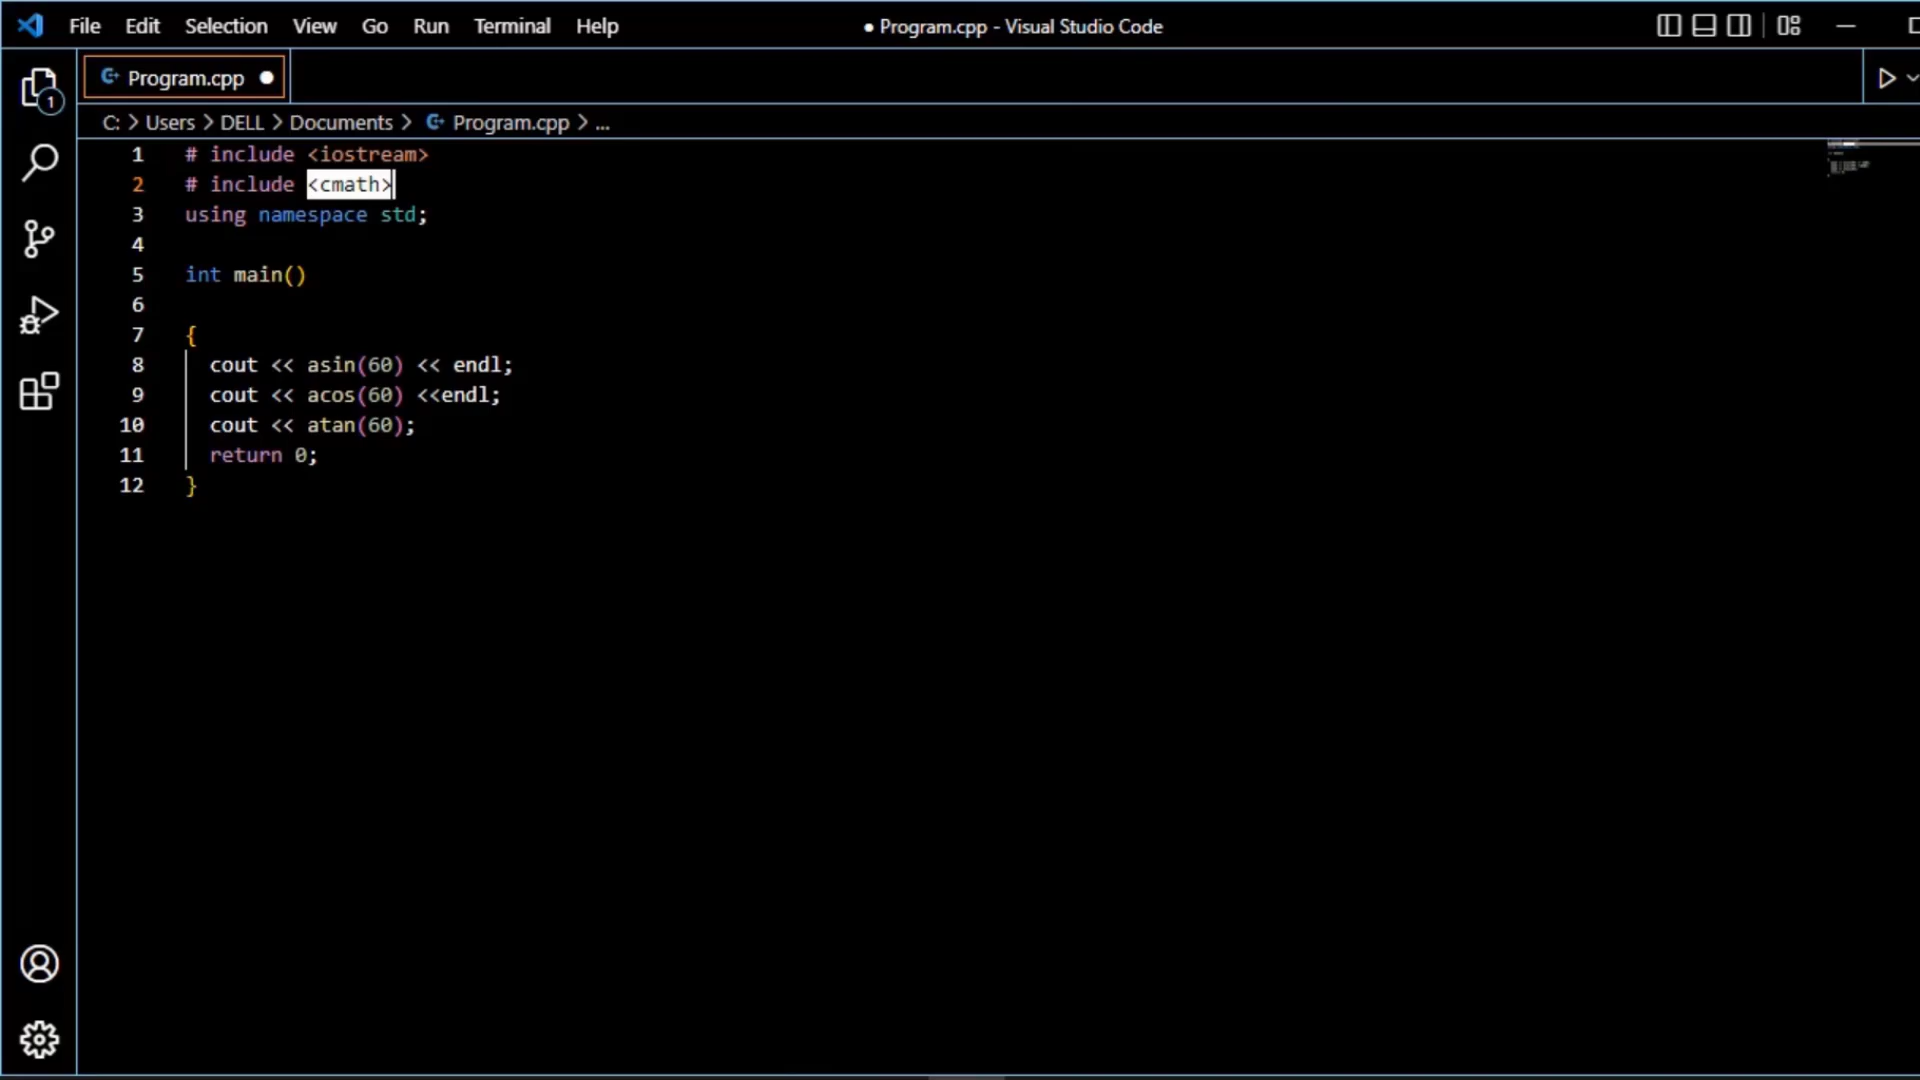 File Edit Selection View Go Run Terminal Help ● Program.cpp - Visual Studio Code
Program.cpp
1
C: > Users > DELL > Documents > Program.cpp > ...
1 # include <iostream>
2 # include <cmath>
3 using namespace std;
4
5 int main()
6
7 {
8 cout << asin(60) << endl;
9 cout << acos(60) <<endl;
10 cout << atan(60);
11 return 0;
12 }